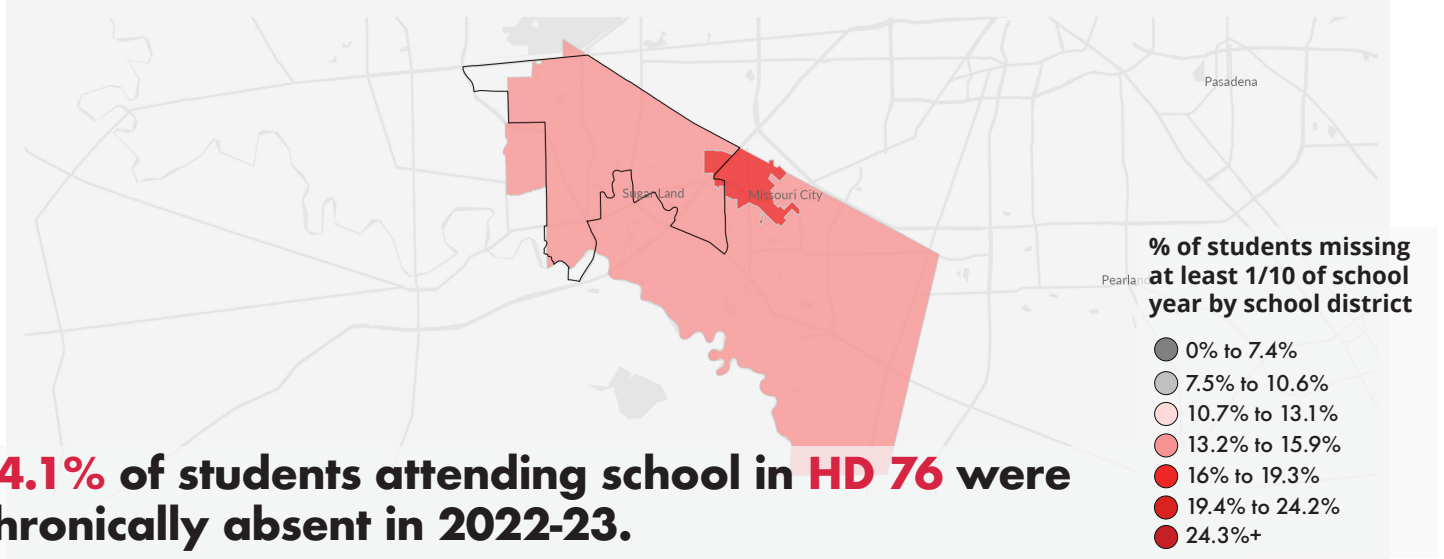 Pasadena
Sugar Land
Missouri City
Pearland
% of students missing
at least 1/10 of school
year by school district
0% to 7.4%
7.5% to 10.6%
10.7% to 13.1%
13.2% to 15.9%
16% to 19.3%
19.4% to 24.2%
24.3%+
4.1% of students attending school in HD 76 were
hronically absent in 2022-23.